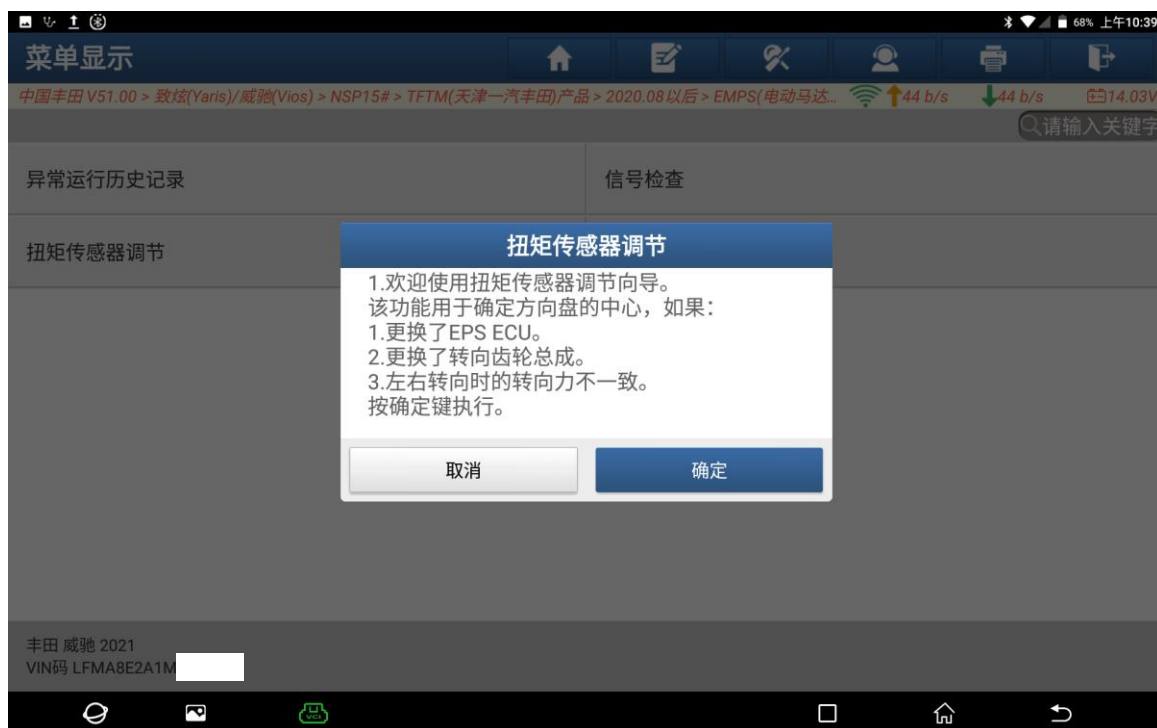 68% 上午10:39
菜单显示
中国丰田 V51.00 > 致炫(Yaris)/威驰(Vios) > NSP15# > TFTM(天津一汽丰田)产品 > 2020.08以后 > EMPS(电动马达...
44 b/s
44 b/s
14.03V
请输入关键字
异常运行历史记录
信号检查
扭矩传感器调节
扭矩传感器调节
1.欢迎使用扭矩传感器调节向导。
该功能用于确定方向盘的中心，如果：
1.更换了EPS ECU。
2.更换了转向齿轮总成。
3.左右转向时的转向力不一致。
按确定键执行。
取消
确定
丰田 威驰 2021
VIN码 LFMA8E2A1M
VCI